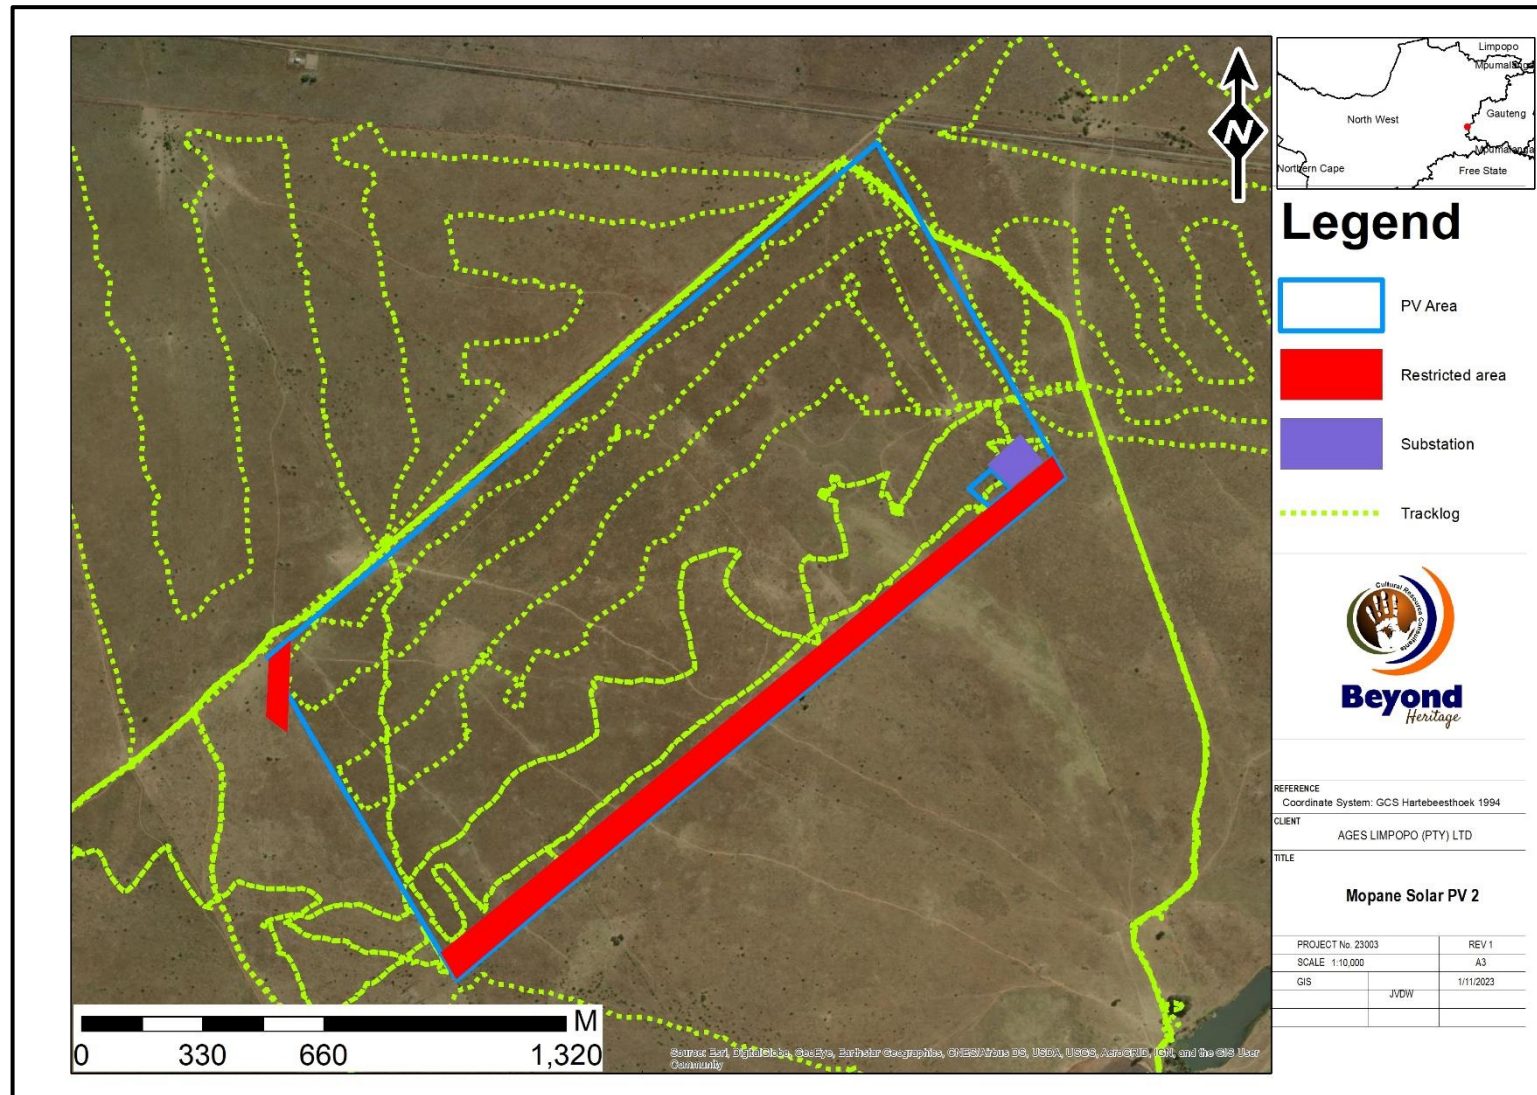 N
Limpopo
Mpumalanga
North West
Gauteng
Mpumalanga
Northern Cape
Free State
Legend
PV Area
Restricted area
Substation
Tracklog
Cultural Resource Consultants
Beyond
Heritage
REFERENCE
Coordinate System: GCS Hartebeesthoek 1994
CLIENT
AGES LIMPOPO (PTY) LTD
TITLE
Mopane Solar PV 2
PROJECT No. 23003 REV 1
SCALE 1:10,000 A3
GIS 1/11/2023
JVDW
M
0 330 660 1,320
Source: Esri, DigitalGlobe, GeoEye, Earthstar Geographics, CNES/Airbus DS, USDA, USGS, AeroGRID, IGN, and the GIS User
Community